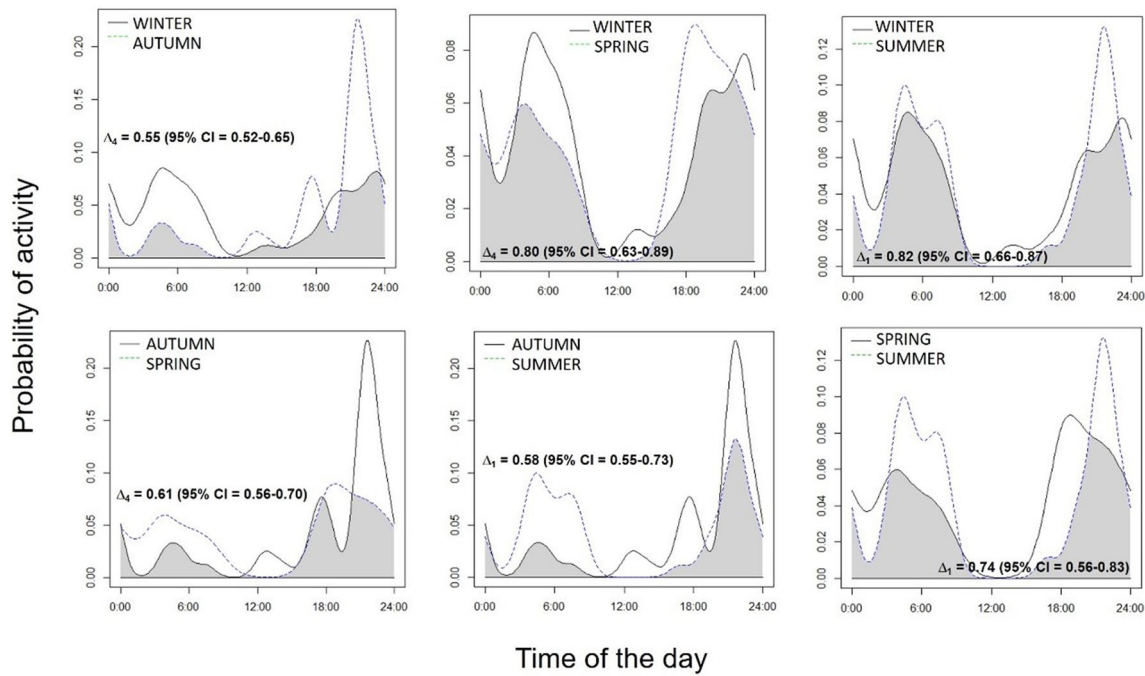 Probability of activity
WINTER
AUTUMN
0.20
0.15
0.10
0.05
0.00
Δ4 = 0.55 (95% CI = 0.52-0.65)
0:00 6:00 12:00 18:00 24:00
WINTER
SPRING
0.08
0.06
0.04
0.02
0.00
Δ4 = 0.80 (95% CI = 0.63-0.89)
0:00 6:00 12:00 18:00 24:00
WINTER
SUMMER
0.12
0.08
0.04
0.00
Δ1 = 0.82 (95% CI = 0.66-0.87)
0:00 6:00 12:00 18:00 24:00
AUTUMN
SPRING
0.20
0.15
0.10
0.05
0.00
Δ4 = 0.61 (95% CI = 0.56-0.70)
0:00 6:00 12:00 18:00 24:00
AUTUMN
SUMMER
0.20
0.15
0.10
0.05
0.00
Δ1 = 0.58 (95% CI = 0.55-0.73)
0:00 6:00 12:00 18:00 24:00
SPRING
SUMMER
0.12
0.10
0.08
0.06
0.04
0.02
0.00
Δ1 = 0.74 (95% CI = 0.56-0.83)
0:00 6:00 12:00 18:00 24:00
Time of the day